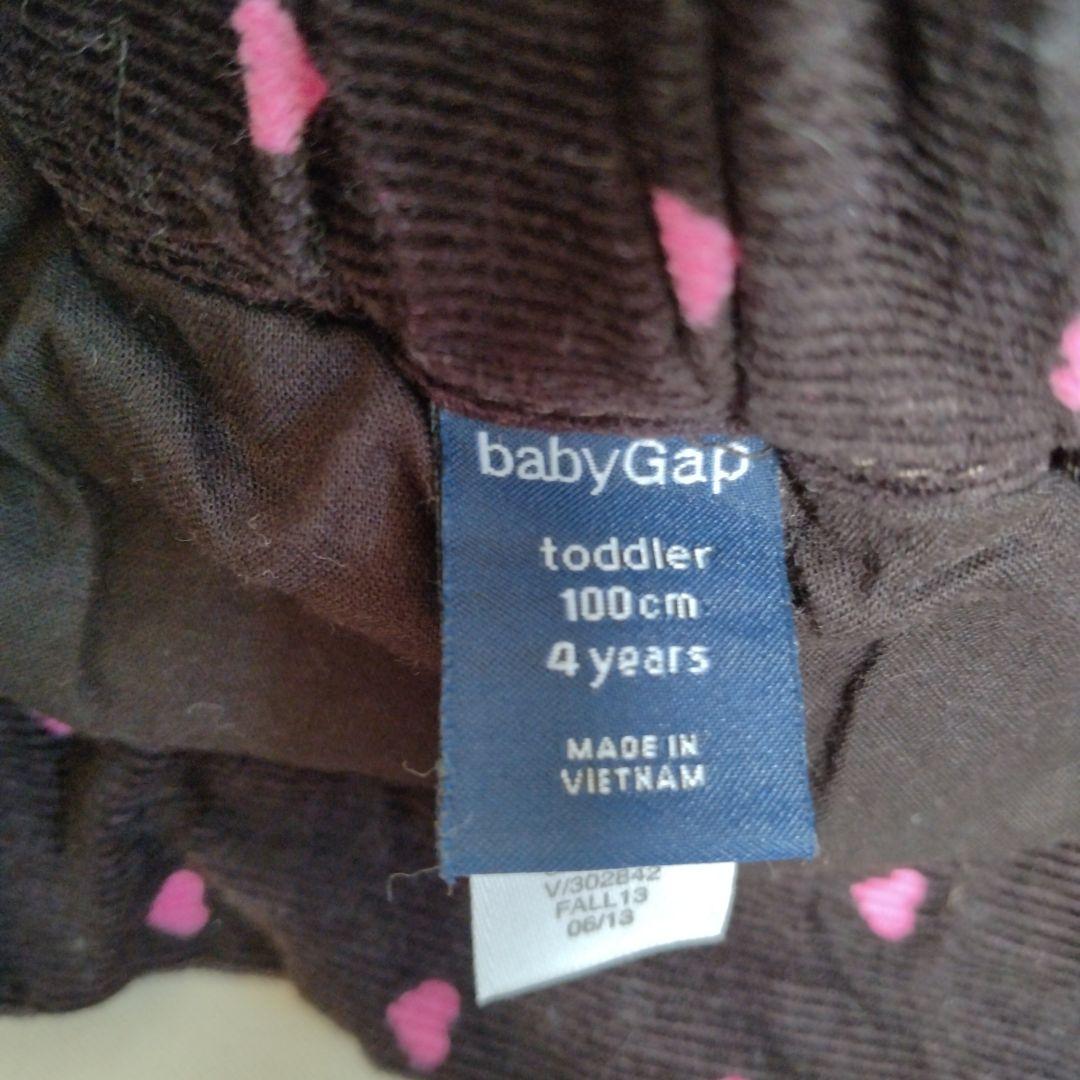 babyGap
toddler
100cm
4 years
MADE IN
VIETNAM
V/302842
FALL13
06/13